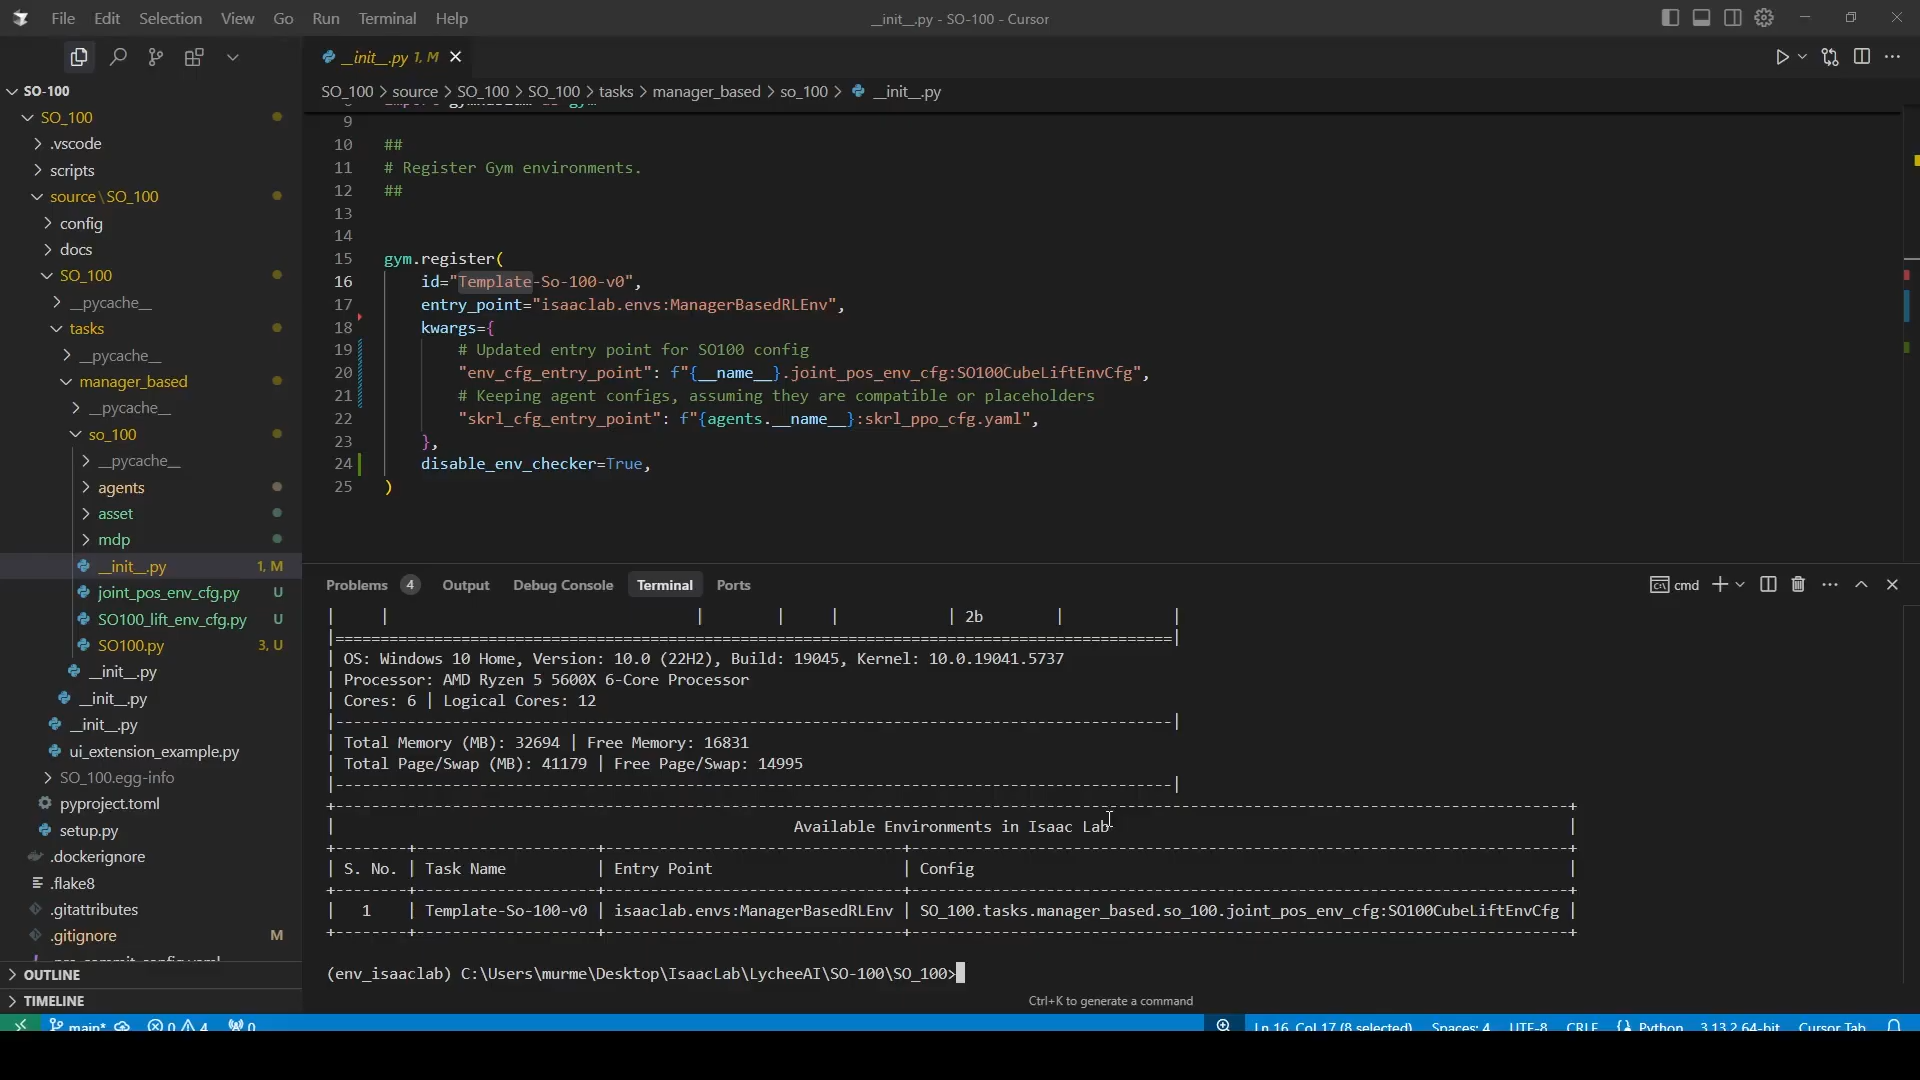 File Edit Selection View Go Run Terminal Help
__init__.py - SO-100 - Cursor
SO-100
SO_100
.vscode
scripts
source\SO_100
config
docs
SO_100
__pycache__
tasks
__pycache__
manager_based
__pycache__
so_100
__pycache__
agents
asset
mdp
__init__.py 1, M
joint_pos_env_cfg.py U
SO100_lift_env_cfg.py U
SO100.py 3, U
__init__.py
__init__.py
__init__.py
ui_extension_example.py
SO_100.egg-info
pyproject.toml
setup.py
.dockerignore
.flake8
.gitattributes
.gitignore M
OUTLINE
TIMELINE
__init__.py 1, M
SO_100 > source > SO_100 > SO_100 > tasks > manager_based > so_100 > __init__.py
9
10 ##
11 # Register Gym environments.
12 ##
13
14
15 gym.register(
16 id="Template-So-100-v0",
17 entry_point="isaaclab.envs:ManagerBasedRLEnv",
18 kwargs={
19 # Updated entry point for SO100 config
20 "env_cfg_entry_point": f"{__name__}.joint_pos_env_cfg:SO100CubeLiftEnvCfg",
21 # Keeping agent configs, assuming they are compatible or placeholders
22 "skrl_cfg_entry_point": f"{agents.__name__}:skrl_ppo_cfg.yaml",
23 },
24 disable_env_checker=True,
25 )
Problems 4 Output Debug Console Terminal Ports
cmd
| | | | | | 2b | |
|=============================================================================================|
| OS: Windows 10 Home, Version: 10.0 (22H2), Build: 19045, Kernel: 10.0.19041.5737
| Processor: AMD Ryzen 5 5600X 6-Core Processor
| Cores: 6 | Logical Cores: 12
|---------------------------------------------------------------------------------------------|
| Total Memory (MB): 32694 | Free Memory: 16831
| Total Page/Swap (MB): 41179 | Free Page/Swap: 14995
|---------------------------------------------------------------------------------------------|
+-----------------------------------------------------------------------------------------------------------------------------------------+
| Available Environments in Isaac Lab |
+--------+--------------------+---------------------------------+-------------------------------------------------------------------------+
| S. No. | Task Name | Entry Point | Config |
+--------+--------------------+---------------------------------+-------------------------------------------------------------------------+
| 1 | Template-So-100-v0 | isaaclab.envs:ManagerBasedRLEnv | SO_100.tasks.manager_based.so_100.joint_pos_env_cfg:SO100CubeLiftEnvCfg |
+--------+--------------------+---------------------------------+-------------------------------------------------------------------------+
(env_isaaclab) C:\Users\murme\Desktop\IsaacLab\LycheeAI\SO-100\SO_100>
Ctrl+K to generate a command
main* 0 4 0 Ln 16, Col 17 (8 selected) Spaces: 4 UTF-8 CRLF Python 3.13.2 64-bit Cursor Tab